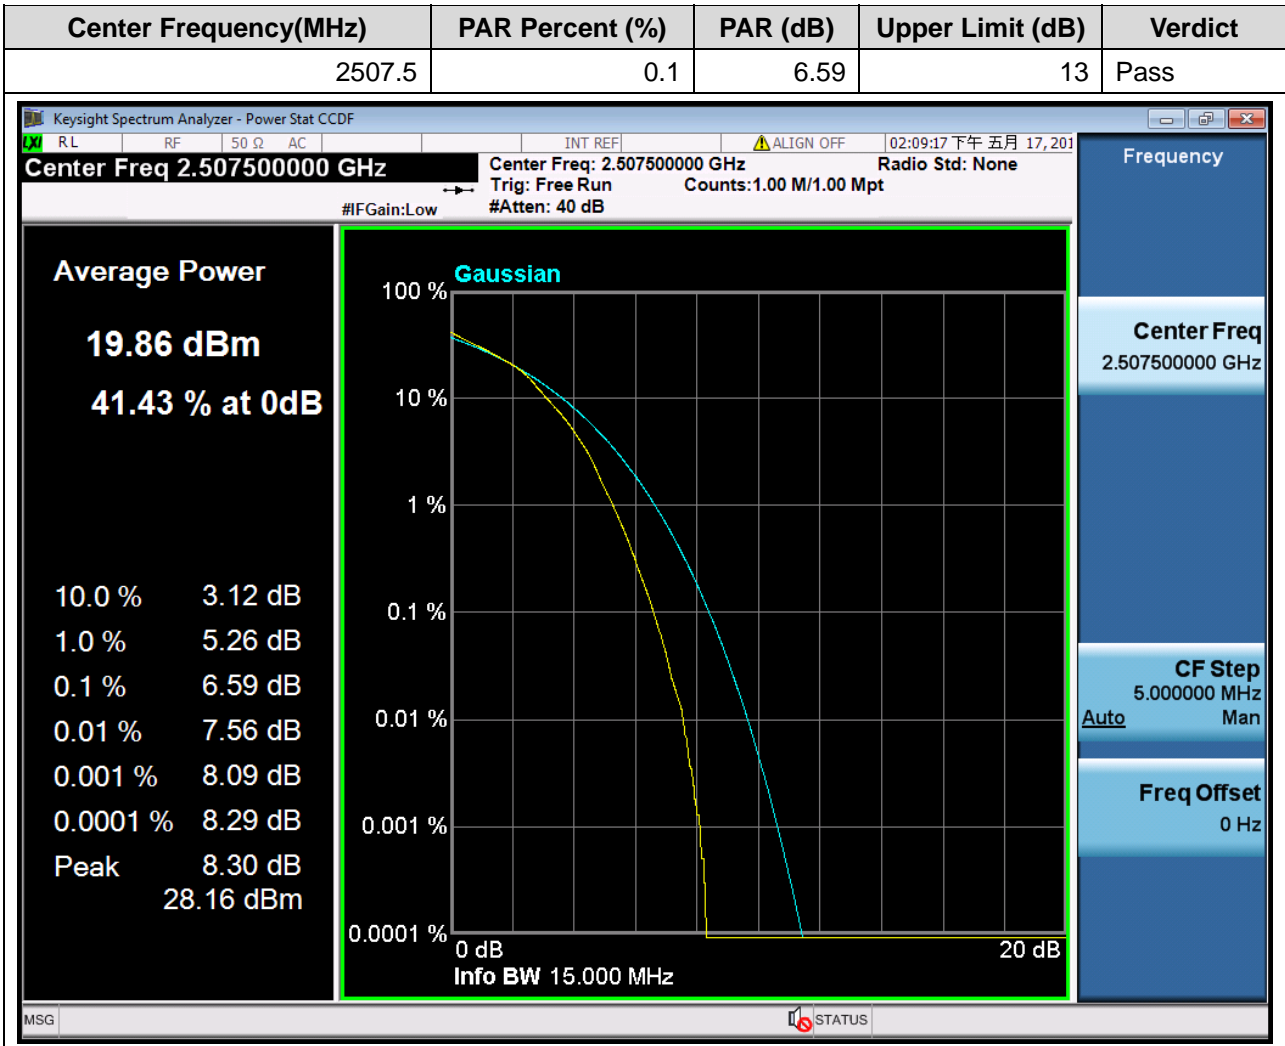 Center Frequency(MHz) PAR Percent (%) PAR (dB) Upper Limit (dB) Verdict
2507.5 0.1 6.59 13 Pass
Keysight Spectrum Analyzer - Power Stat CCDF
LXI RL RF 50 Ω AC INT REF ALIGN OFF 02:09:17 下午 五月 17, 201
Center Freq 2.507500000 GHz
Center Freq: 2.507500000 GHz Radio Std: None
Trig: Free Run Counts:1.00 M/1.00 Mpt
#IFGain:Low #Atten: 40 dB
Frequency
Average Power
19.86 dBm
41.43 % at 0dB
10.0 % 3.12 dB
1.0 % 5.26 dB
0.1 % 6.59 dB
0.01 % 7.56 dB
0.001 % 8.09 dB
0.0001 % 8.29 dB
Peak 8.30 dB
28.16 dBm
Gaussian
100 %
10 %
1 %
0.1 %
0.01 %
0.001 %
0.0001 %
0 dB 20 dB
Info BW 15.000 MHz
Center Freq
2.507500000 GHz
CF Step
5.000000 MHz
Auto Man
Freq Offset
0 Hz
MSG STATUS